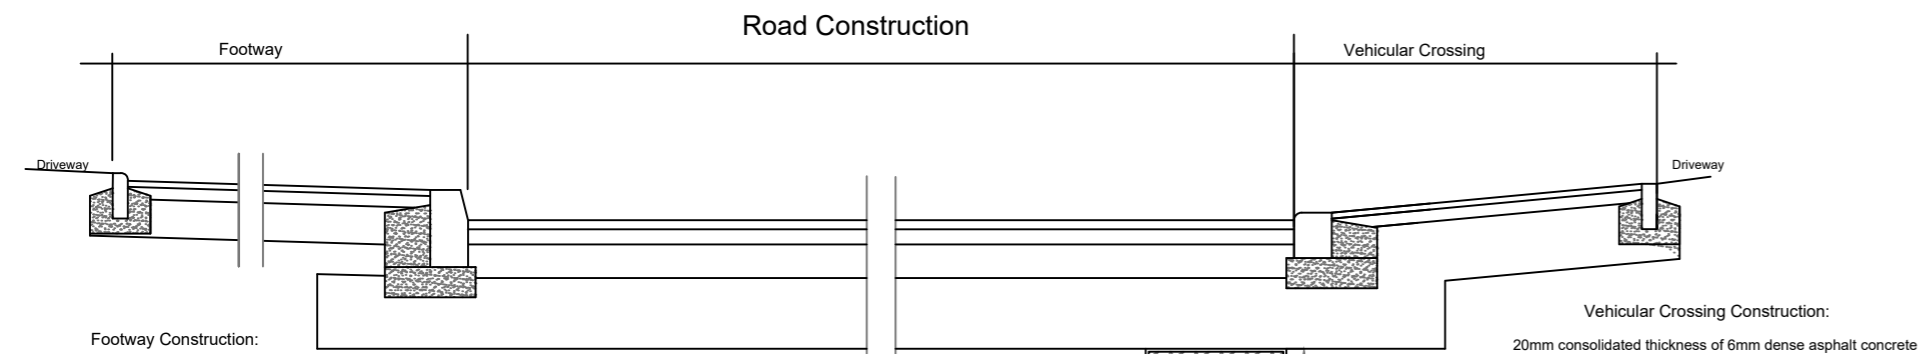 Road Construction
Footway
Vehicular Crossing
Driveway
Driveway
Footway Construction:
Vehicular Crossing Construction:
20mm consolidated thickness of 6mm dense asphalt concrete